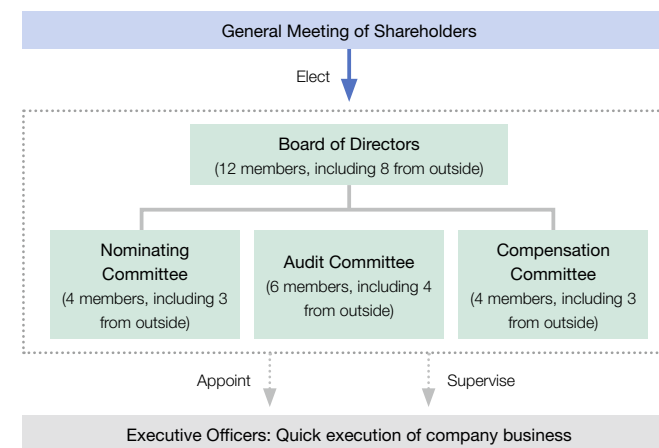 General Meeting of Shareholders
Elect
Board of Directors
(12 members, including 8 from outside)
Nominating
Committee
(4 members, including 3
from outside)
Audit Committee
(6 members, including 4
from outside)
Compensation
Committee
(4 members, including 3
from outside)
Appoint
Supervise
Executive Officers: Quick execution of company business